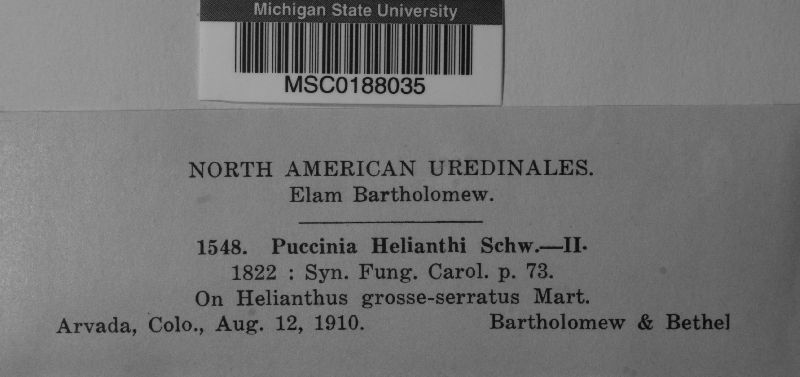 Michigan State University
MSC0188035
NORTH AMERICAN UREDINALES.
Elam Bartholomew.
1548. Puccinia Helianthi Schw.—II.
1822 : Syn. Fung. Carol. p. 73.
On Helianthus grosse-serratus Mart.
Arvada, Colo., Aug. 12, 1910. Bartholomew & Bethel